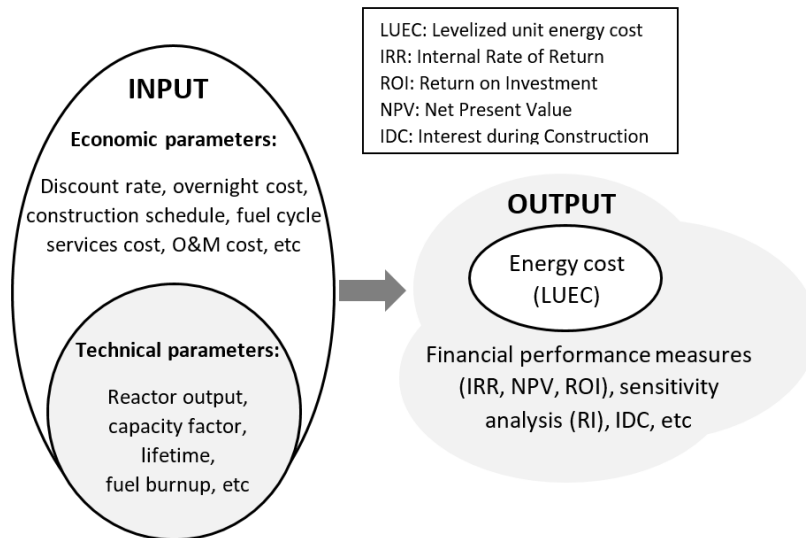 LUEC: Levelized unit energy cost
IRR: Internal Rate of Return
ROI: Return on Investment
NPV: Net Present Value
IDC: Interest during Construction
INPUT
Economic parameters:
Discount rate, overnight cost,
construction schedule, fuel cycle
services cost, O&M cost, etc
Technical parameters:
Reactor output,
capacity factor,
lifetime,
fuel burnup, etc
OUTPUT
Energy cost
(LUEC)
Financial performance measures
(IRR, NPV, ROI), sensitivity
analysis (RI), IDC, etc